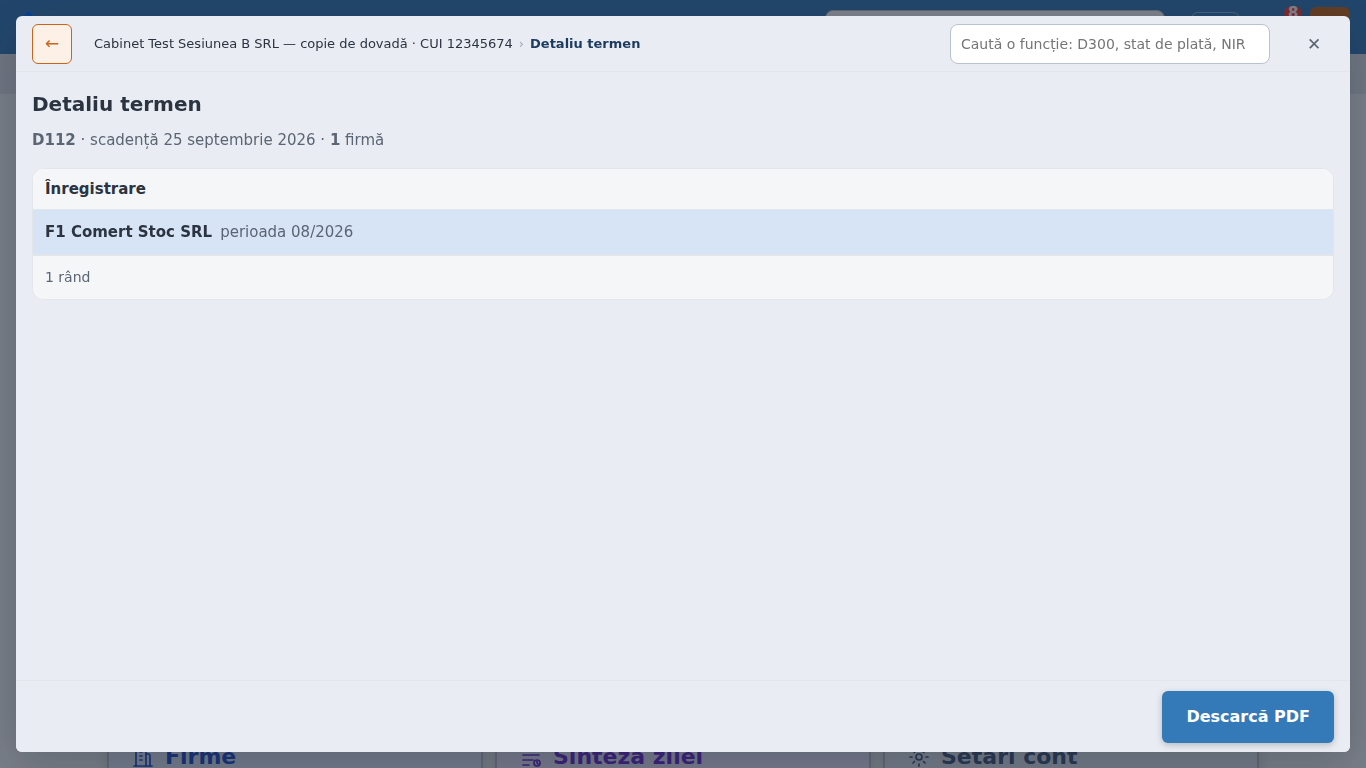 8
← Cabinet Test Sesiunea B SRL — copie de dovadă · CUI 12345674 › Detaliu termen Caută o funcție: D300, stat de plată, NIR ✕
Detaliu termen
D112 · scadență 25 septembrie 2026 · 1 firmă
Înregistrare
F1 Comert Stoc SRL perioada 08/2026
1 rând
Descarcă PDF
Firme Sinteza zilei Setări cont